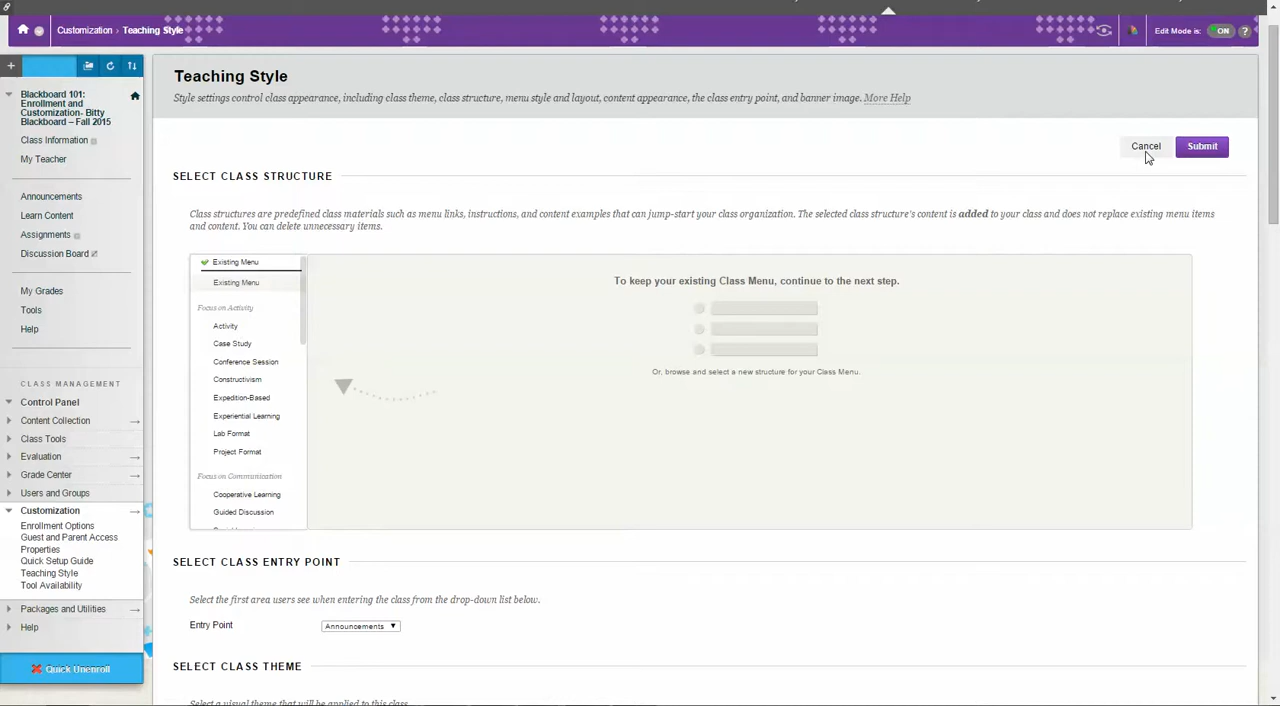 Customization > Teaching Style
Edit Mode is: ON ?
Blackboard 101:
Enrollment and
Customization- Bitty
Blackboard – Fall 2015
Class Information
My Teacher
Announcements
Learn Content
Assignments
Discussion Board
My Grades
Tools
Help
CLASS MANAGEMENT
Control Panel
Content Collection
Class Tools
Evaluation
Grade Center
Users and Groups
Customization
Enrollment Options
Guest and Parent Access
Properties
Quick Setup Guide
Teaching Style
Tool Availability
Packages and Utilities
Help
Quick Unenroll
Teaching Style
Style settings control class appearance, including class theme, class structure, menu style and layout, content appearance, the class entry point, and banner image. More Help
Cancel Submit
SELECT CLASS STRUCTURE
Class structures are predefined class materials such as menu links, instructions, and content examples that can jump-start your class organization. The selected class structure's content is added to your class and does not replace existing menu items
and content. You can delete unnecessary items.
Existing Menu
Existing Menu
Focus on Activity
Activity
Case Study
Conference Session
Constructivism
Expedition-Based
Experiential Learning
Lab Format
Project Format
Focus on Communication
Cooperative Learning
Guided Discussion
To keep your existing Class Menu, continue to the next step.
Or, browse and select a new structure for your Class Menu.
SELECT CLASS ENTRY POINT
Select the first area users see when entering the class from the drop-down list below.
Entry Point Announcements
SELECT CLASS THEME
Select a visual theme that will be applied to this class.